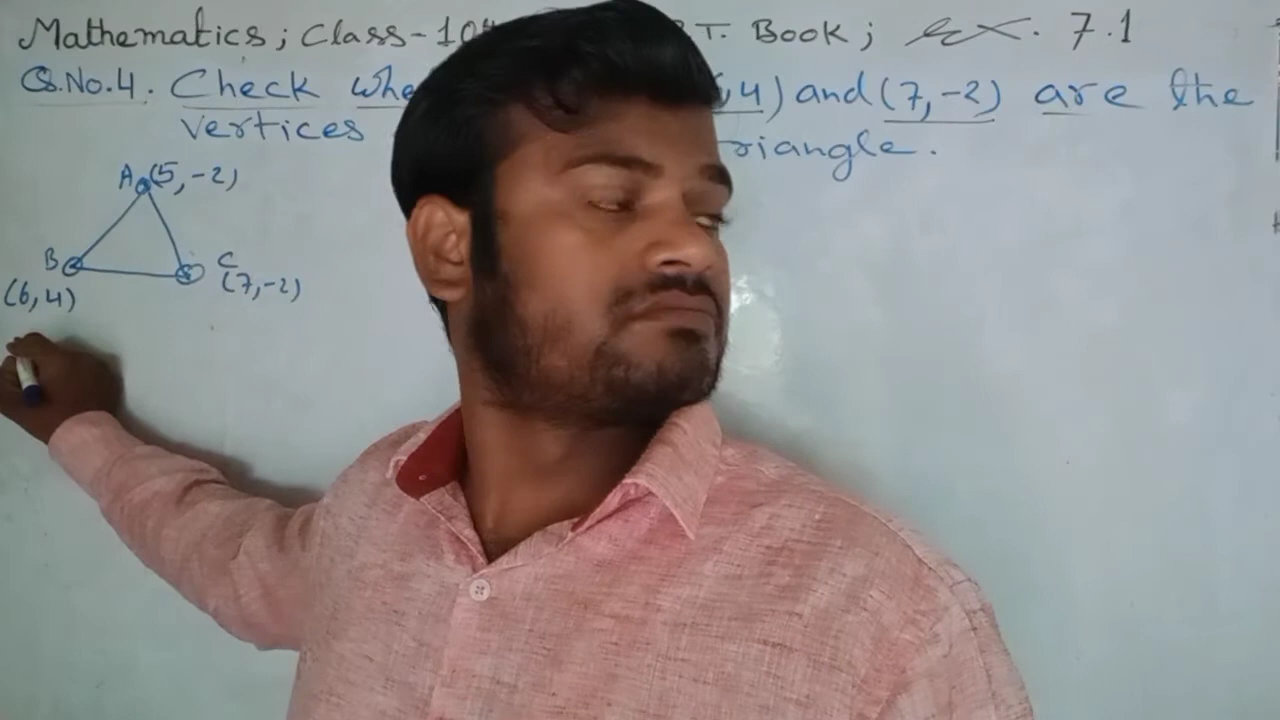 Mathematics; Class-10th T. Book; Ex. 7.1
Q.No.4. Check ,4) and (7,-2) are the
vertices riangle.
A (5,-2)
B C
(6,4) (7,-2)